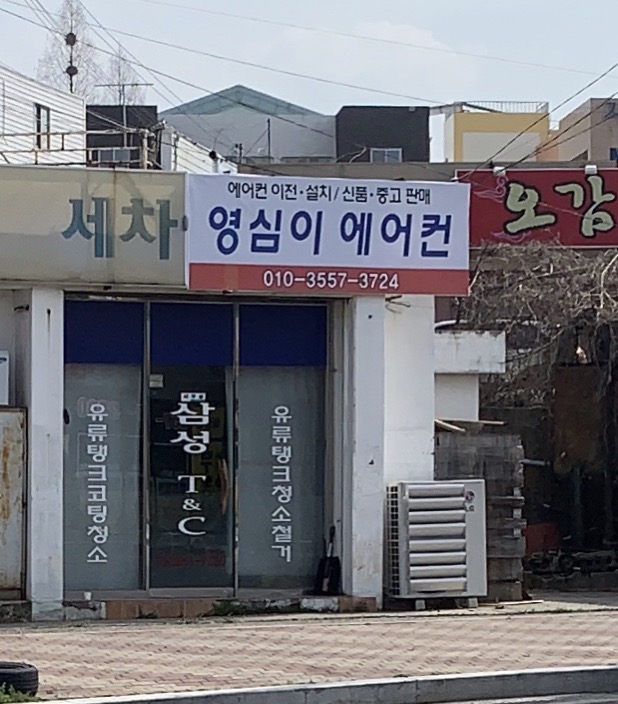 세차
에어컨 이전·설치/신품·중고 판매
영심이 에어컨
010-3557-3724
오감
유류탱크코팅청소
삼성
T&C
유류탱크청소철거
LG